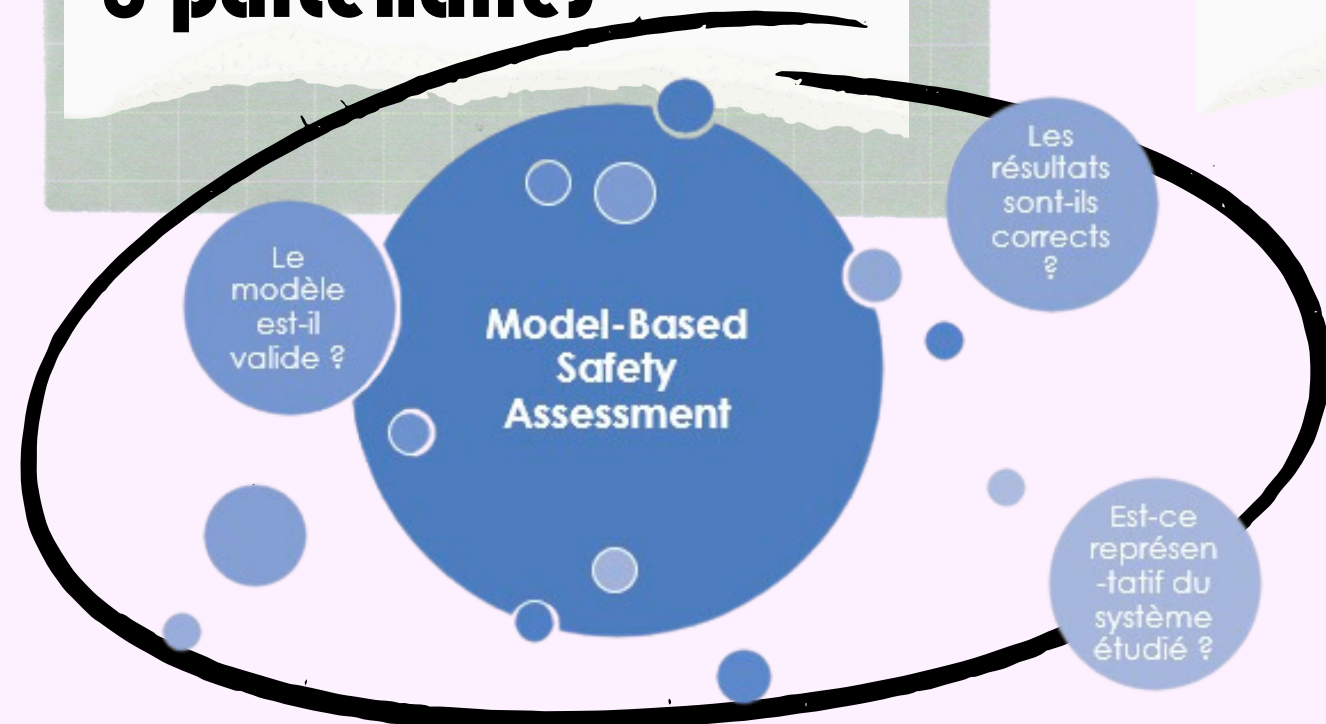 partenaires
Le
modèle
est-il
valide ?
Model-Based
Safety
Assessment
Les
résultats
sont-ils
corrects
?
Est-ce
représen
-tatif du
système
étudié ?